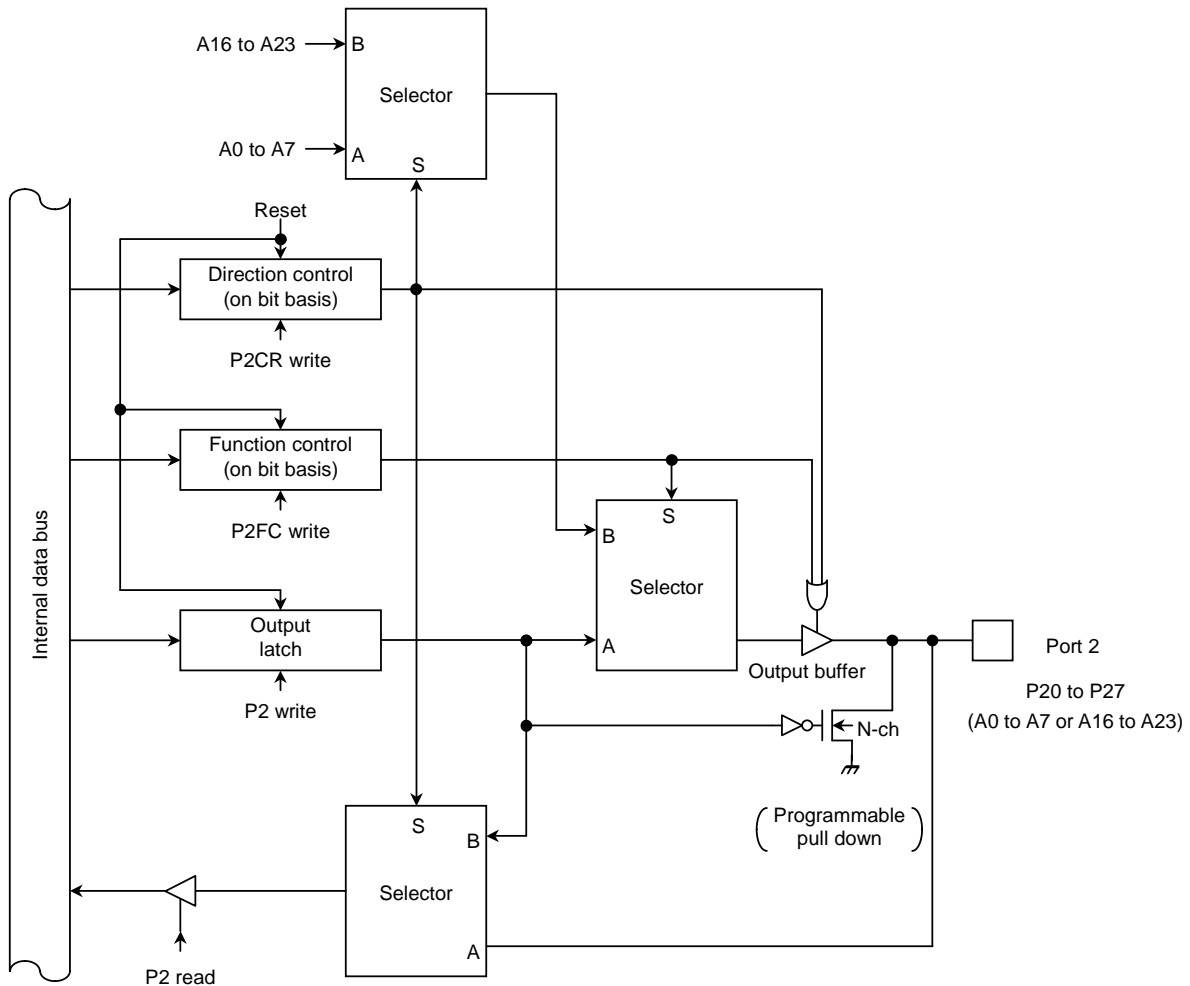 A16 to A23
B
Selector
A0 to A7
A
S
Reset
Direction control
(on bit basis)
P2CR write
Function control
(on bit basis)
P2FC write
S
B
Selector
A
Internal data bus
Output
latch
P2 write
Output buffer
Port 2
P20 to P27
(A0 to A7 or A16 to A23)
N-ch
(Programmable
pull down)
S
B
Selector
A
P2 read